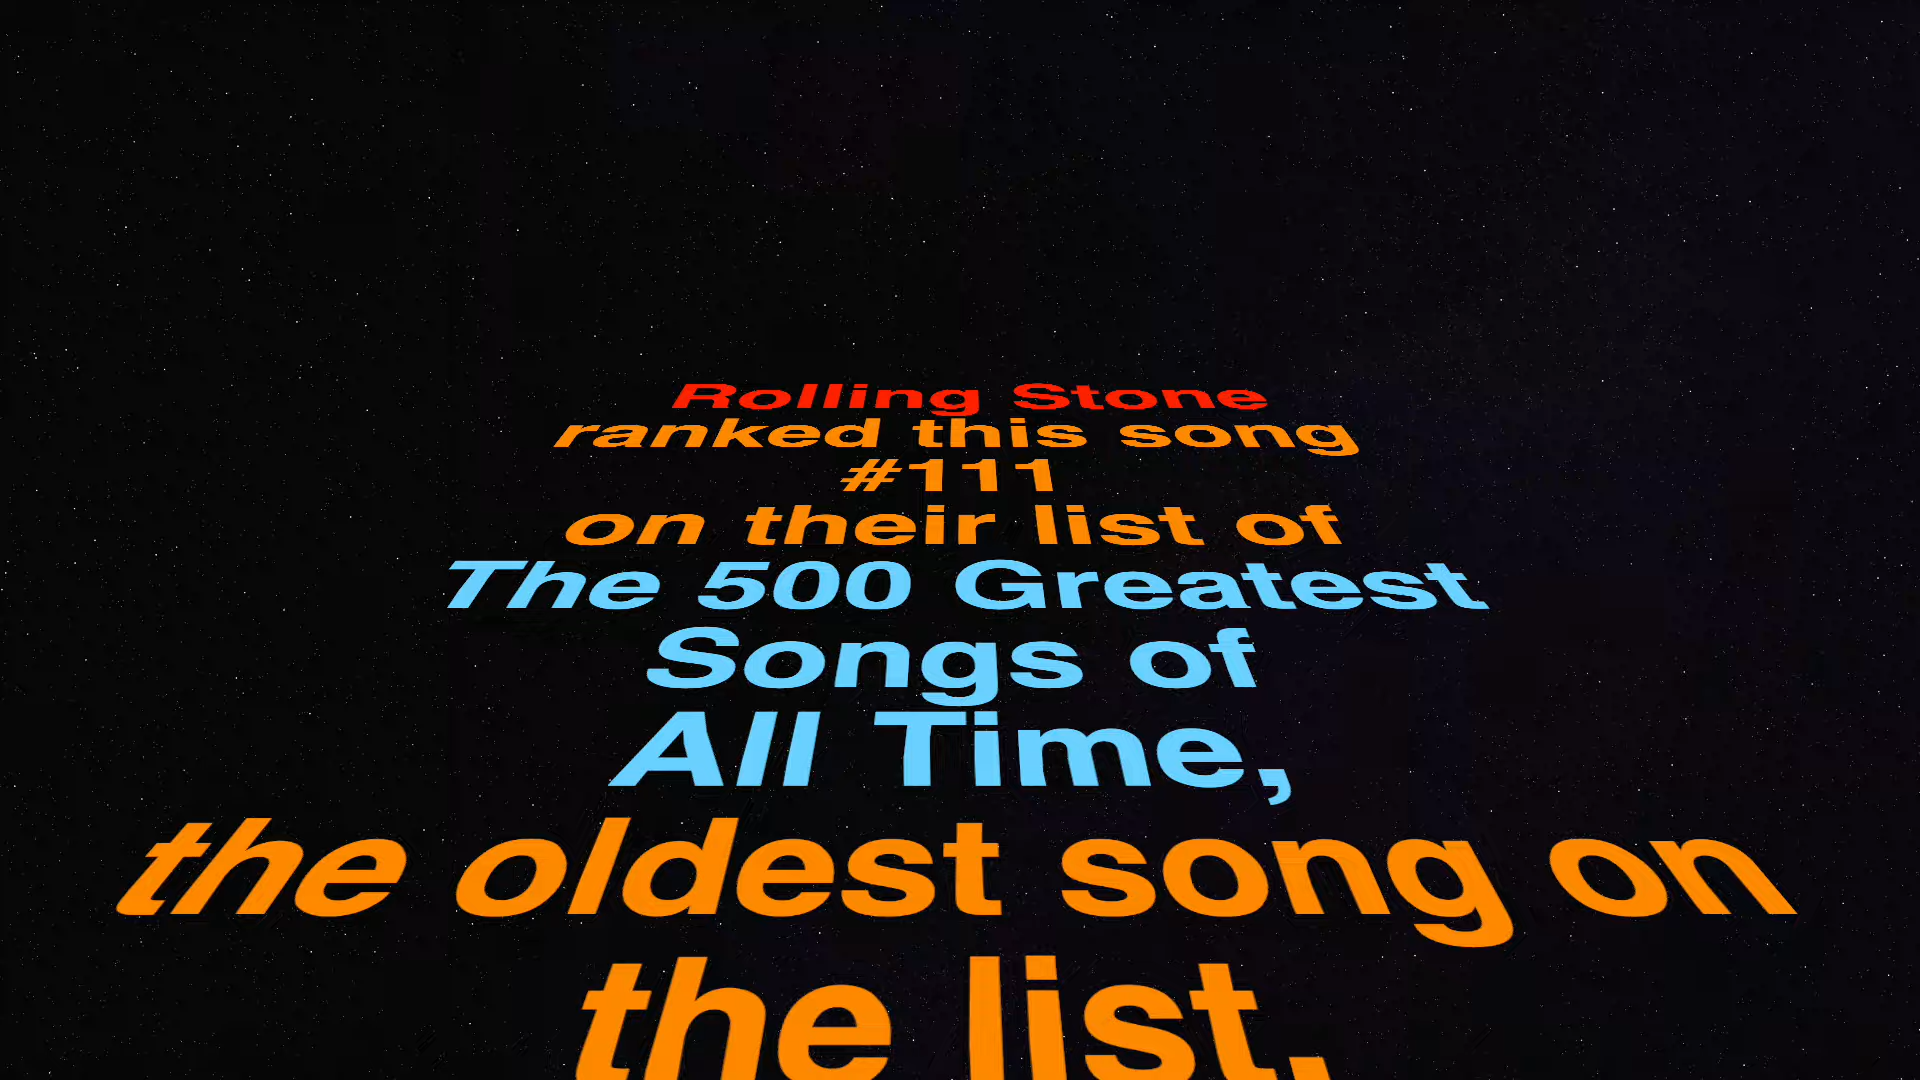 Rolling Stone
ranked this song
#111
on their list of
The 500 Greatest
Songs of
All Time,
the oldest song on
the list.